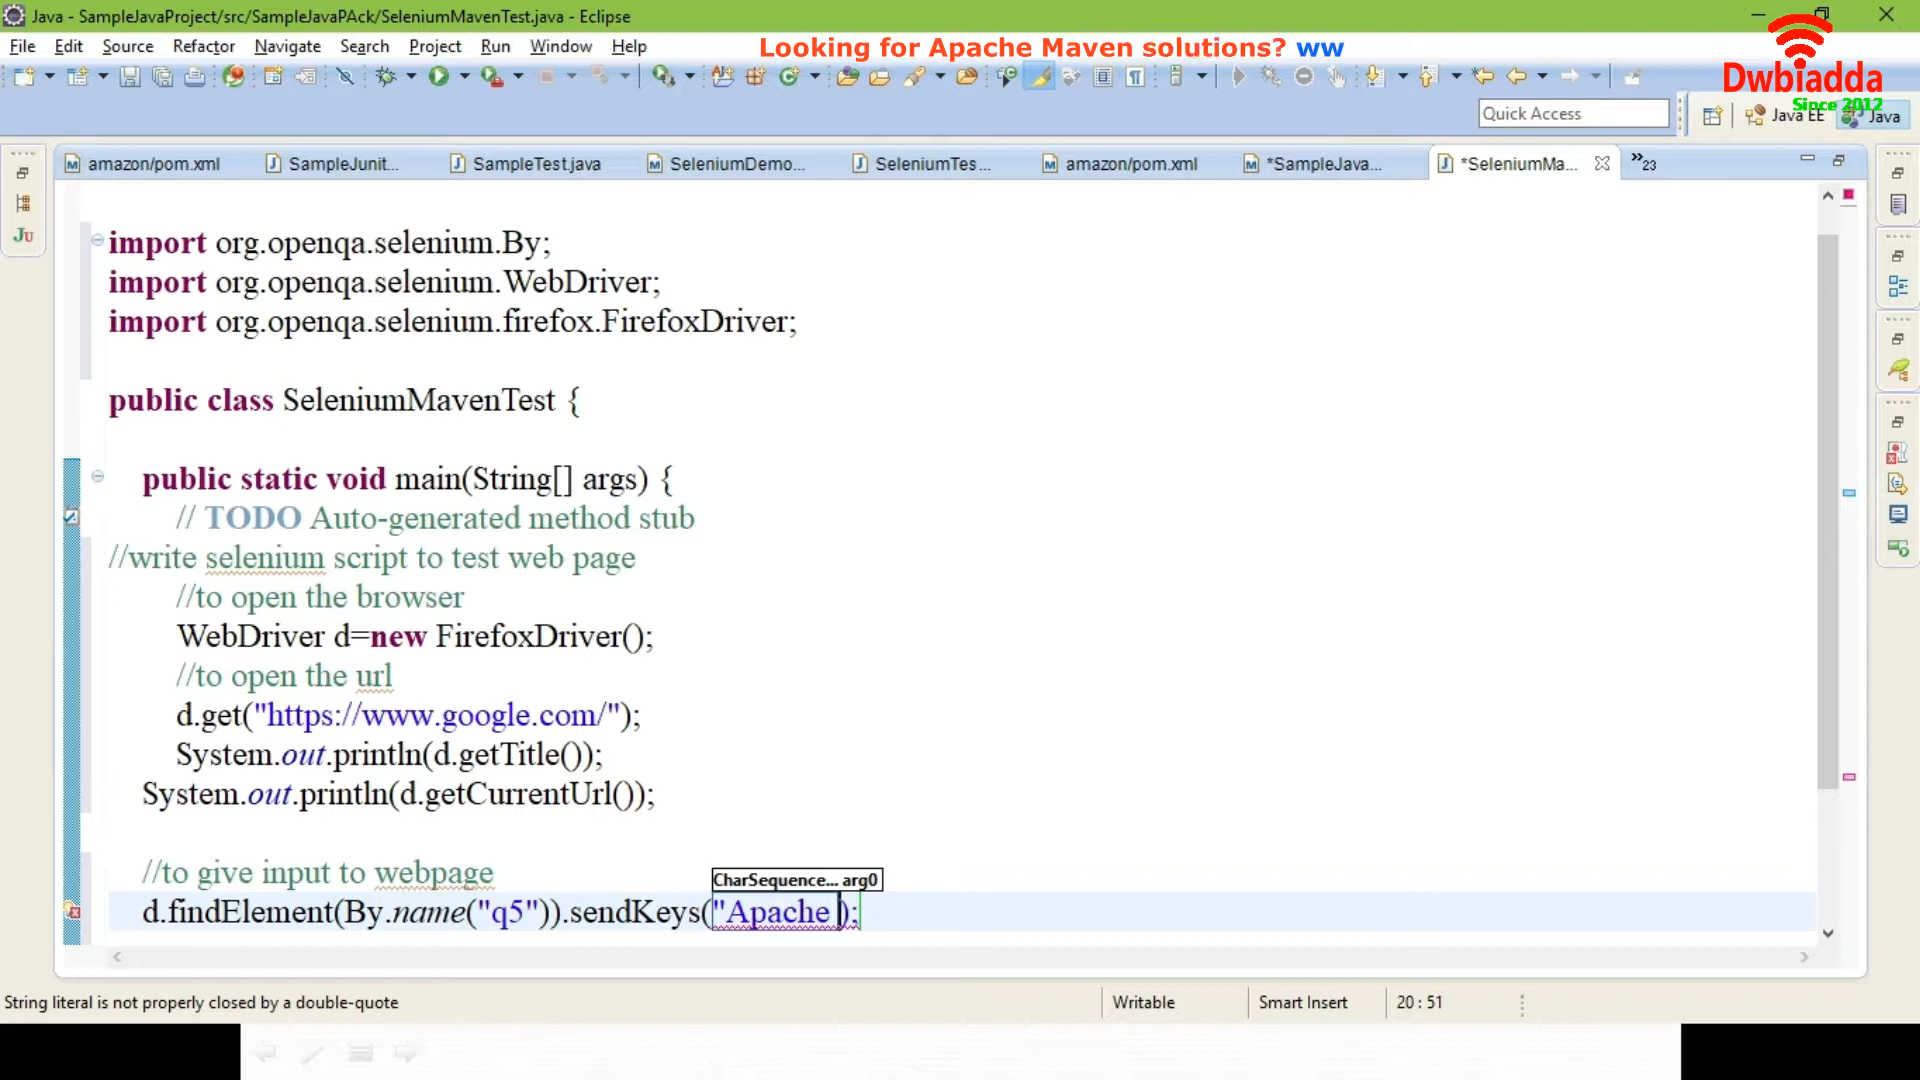 Java - SampleJavaProject/src/SampleJavaPAck/SeleniumMavenTest.java - Eclipse
File Edit Source Refactor Navigate Search Project Run Window Help
Looking for Apache Maven solutions? ww
Dwbiadda
Since 2012
Quick Access
Java EE
Java
amazon/pom.xml
SampleJunit...
SampleTest.java
SeleniumDemo...
SeleniumTes...
amazon/pom.xml
*SampleJava...
*SeleniumMa...
»23
Ju
import org.openqa.selenium.By;
import org.openqa.selenium.WebDriver;
import org.openqa.selenium.firefox.FirefoxDriver;
public class SeleniumMavenTest {
public static void main(String[] args) {
// TODO Auto-generated method stub
//write selenium script to test web page
//to open the browser
WebDriver d=new FirefoxDriver();
//to open the url
d.get("https://www.google.com/");
System.out.println(d.getTitle());
System.out.println(d.getCurrentUrl());
//to give input to webpage
CharSequence... arg0
d.findElement(By.name("q5")).sendKeys("Apache );
String literal is not properly closed by a double-quote
Writable
Smart Insert
20 : 51